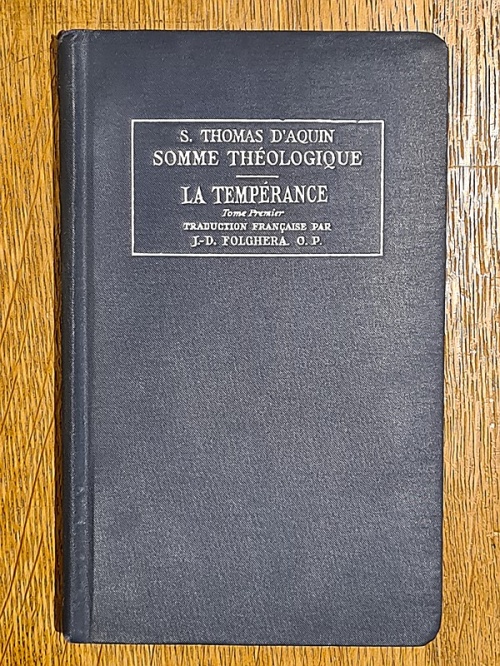 S. THOMAS D'AQUIN
SOMME THÉOLOGIQUE
LA TEMPÉRANCE
Tome Premier
TRADUCTION FRANÇAISE PAR
J.-D. FOLGHERA. O. P.